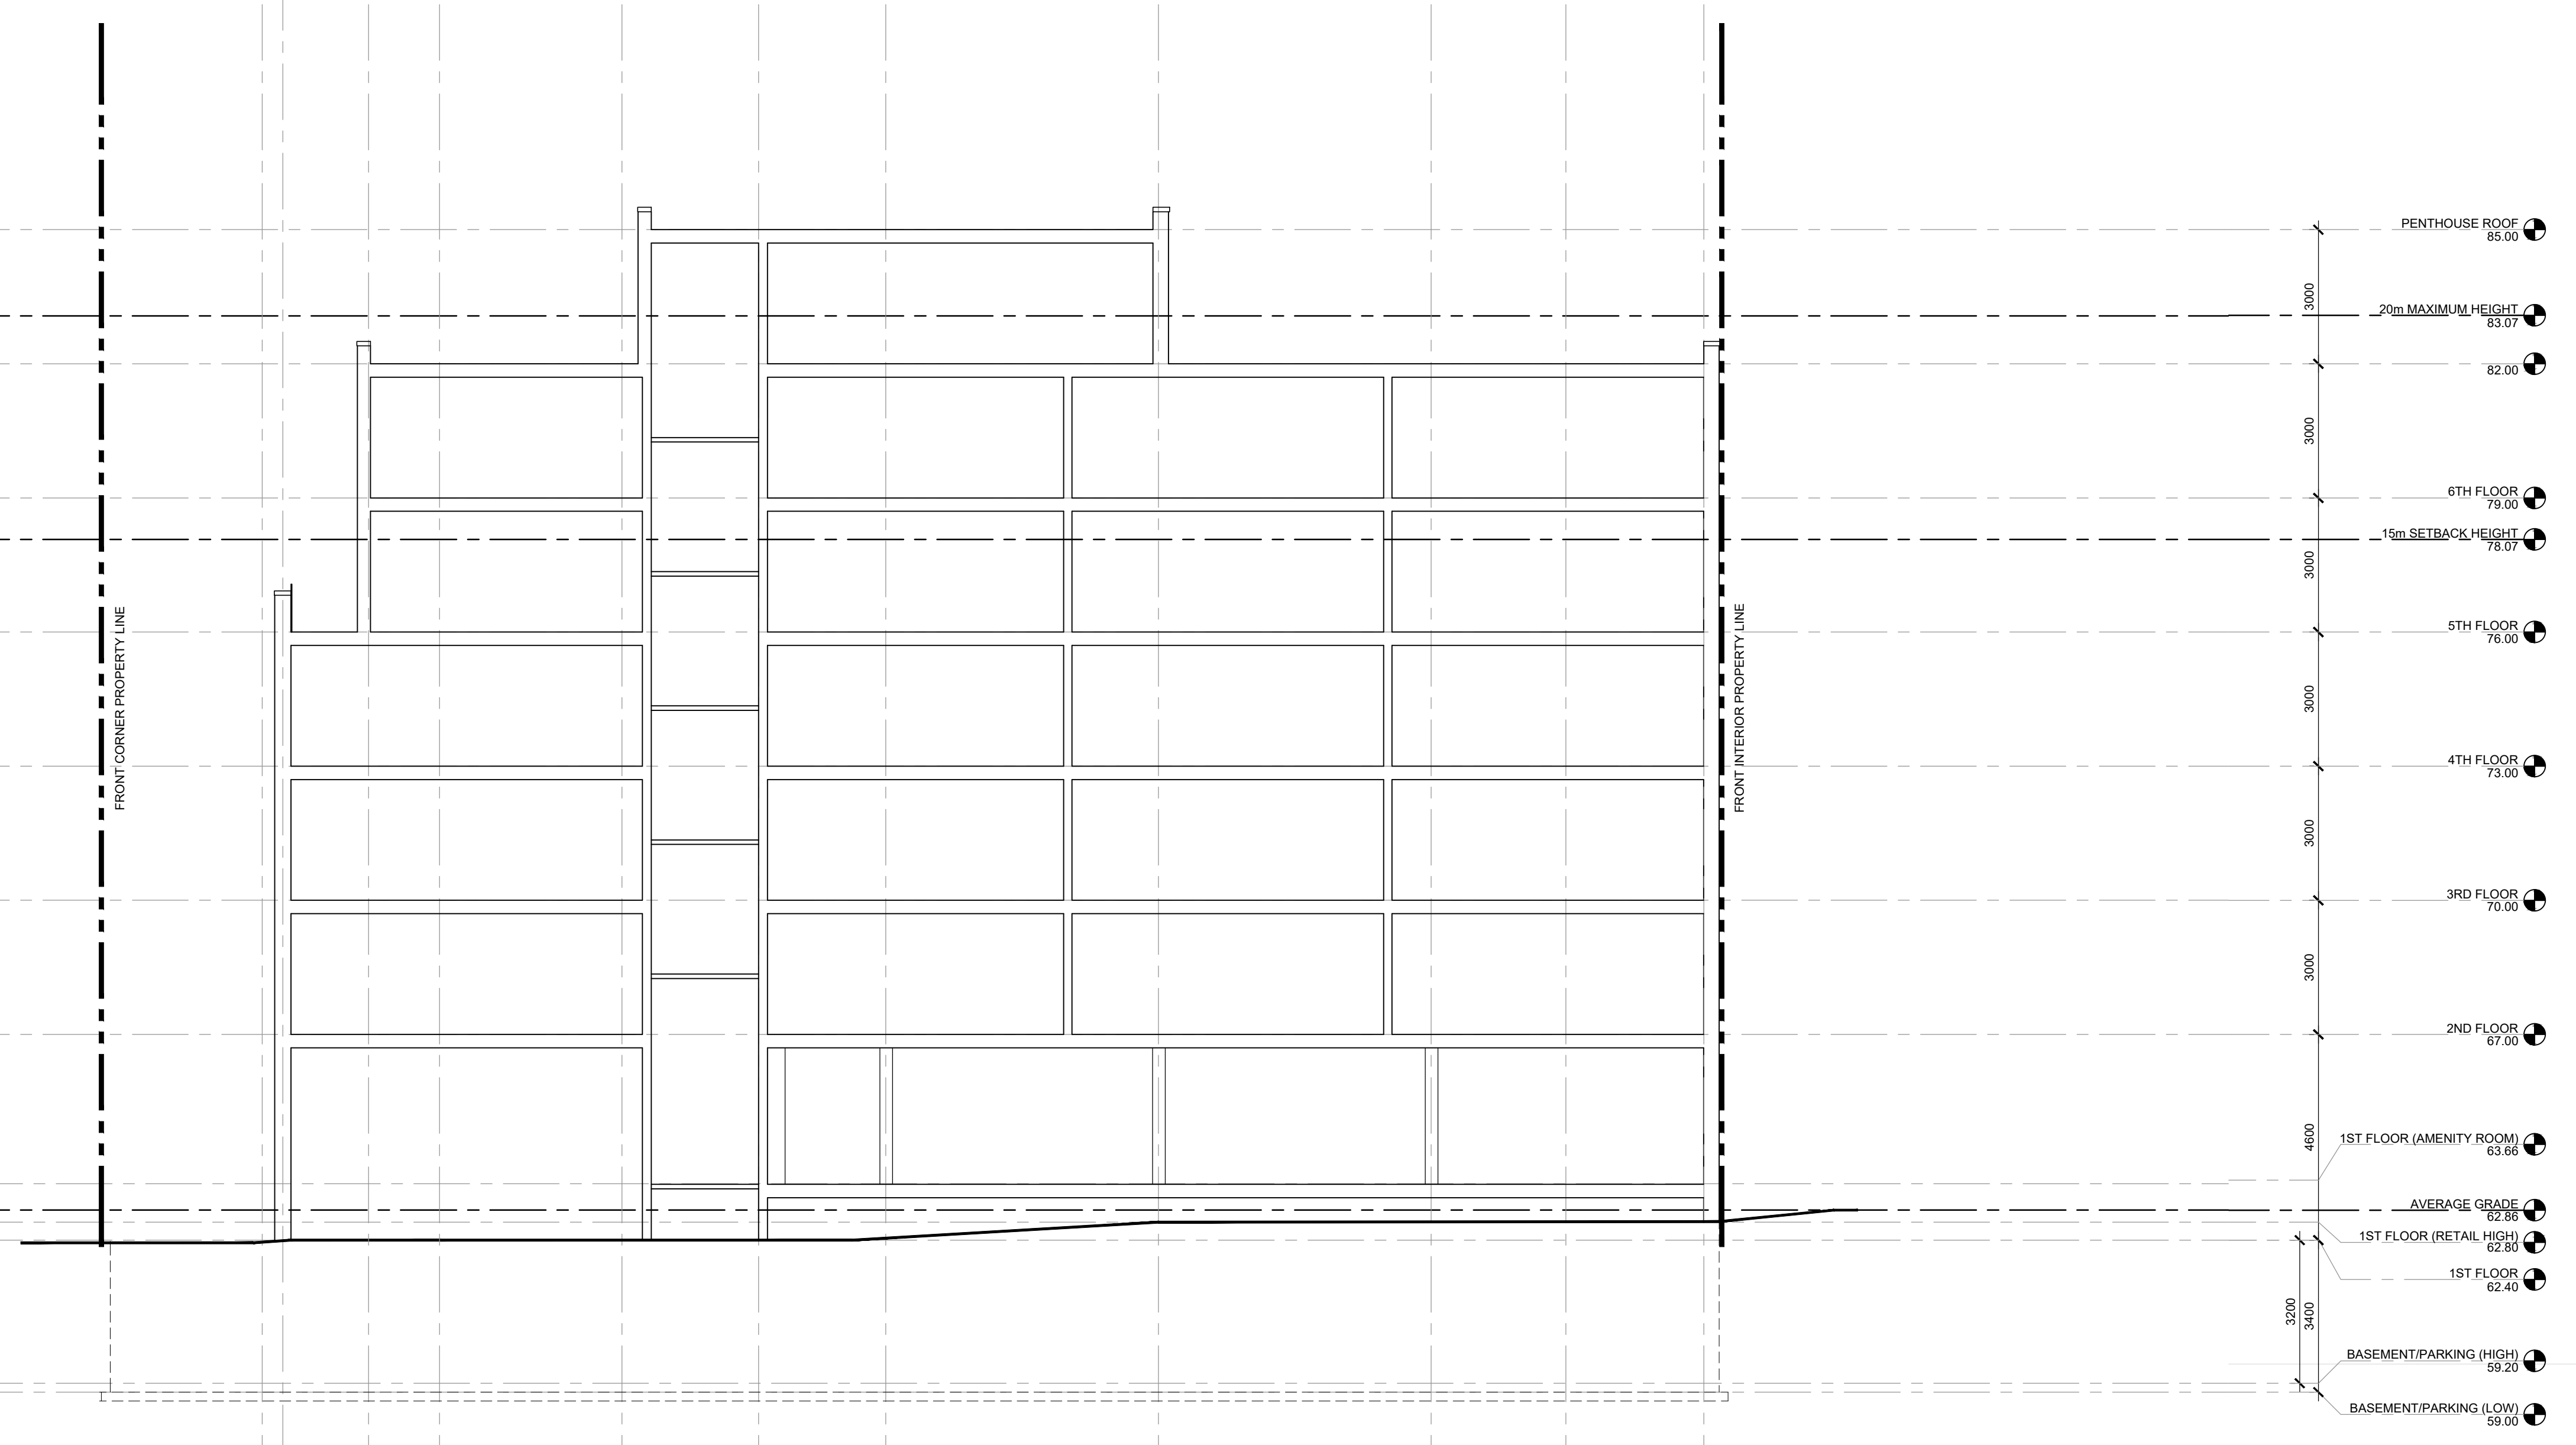 PENTHOUSE ROOF
85.00
3000
20m MAXIMUM HEIGHT
83.07
82.00
3000
6TH FLOOR
79.00
15m SETBACK HEIGHT
78.07
3000
FRONT CORNER PROPERTY LINE
FRONT INTERIOR PROPERTY LINE
5TH FLOOR
76.00
3000
4TH FLOOR
73.00
3000
3RD FLOOR
70.00
3000
2ND FLOOR
67.00
4600
1ST FLOOR (AMENITY ROOM)
63.66
AVERAGE GRADE
62.86
1ST FLOOR (RETAIL HIGH)
62.80
1ST FLOOR
62.40
3200
3400
BASEMENT/PARKING (HIGH)
59.20
BASEMENT/PARKING (LOW)
59.00